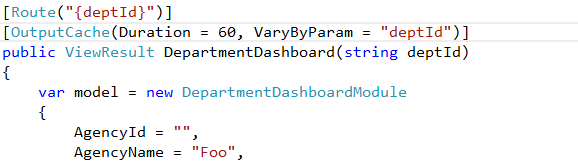 [Route("{deptId}")]
[OutputCache(Duration = 60, VaryByParam = "deptId")]
public ViewResult DepartmentDashboard(string deptId)
{
    var model = new DepartmentDashboardModule
    {
        AgencyId = "",
        AgencyName = "Foo",